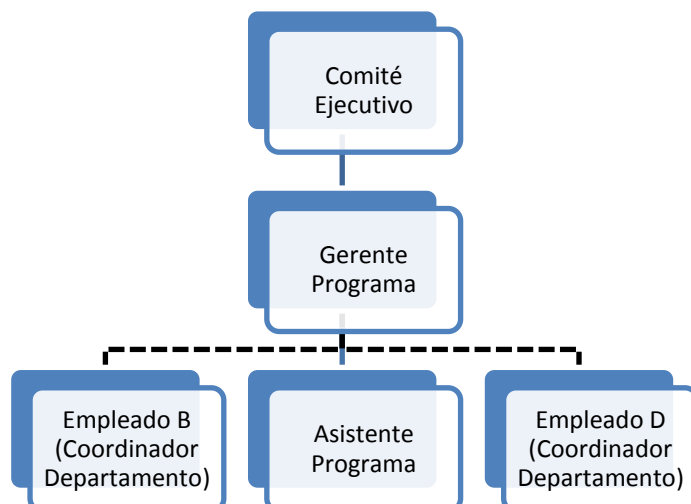 Comité
Ejecutivo
Gerente
Programa
Empleado B
(Coordinador
Departamento)
Asistente
Programa
Empleado D
(Coordinador
Departamento)